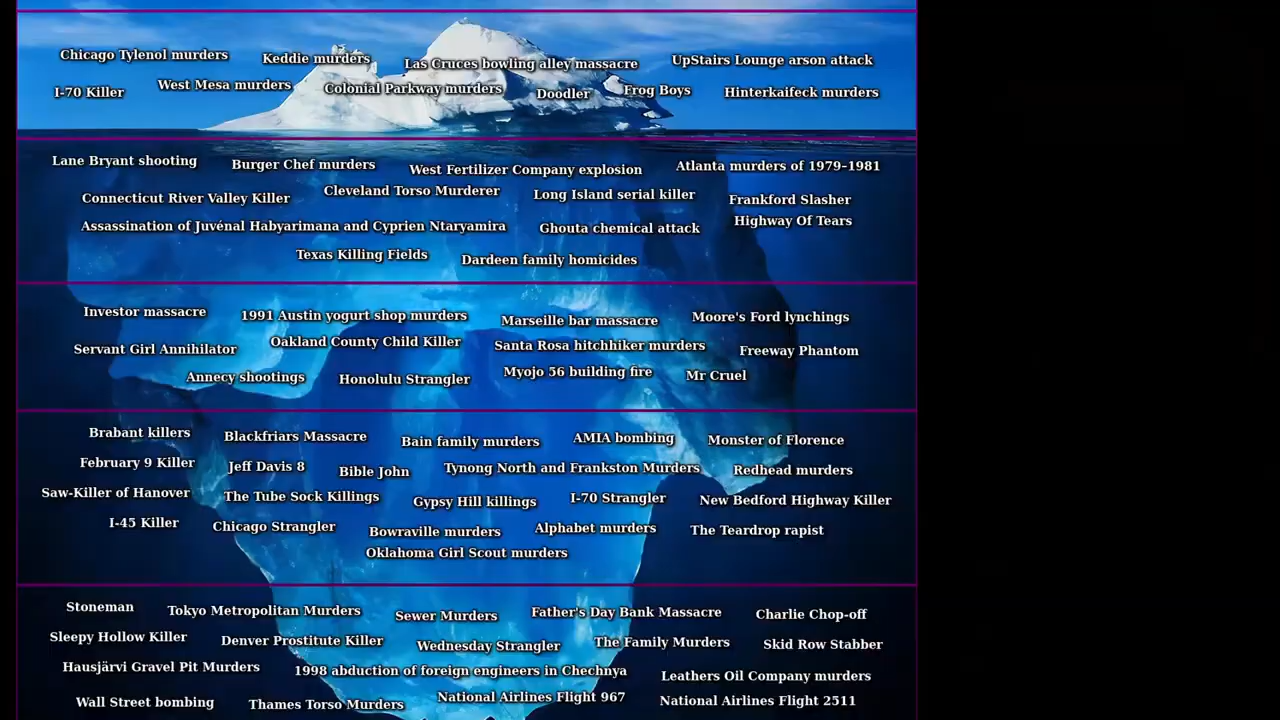 Chicago Tylenol murders
Keddie murders
Las Cruces bowling alley massacre
UpStairs Lounge arson attack
I-70 Killer
West Mesa murders
Colonial Parkway murders
Doodler
Frog Boys
Hinterkaifeck murders
Lane Bryant shooting
Burger Chef murders
West Fertilizer Company explosion
Atlanta murders of 1979–1981
Connecticut River Valley Killer
Cleveland Torso Murderer
Long Island serial killer
Frankford Slasher
Assassination of Juvénal Habyarimana and Cyprien Ntaryamira
Ghouta chemical attack
Highway Of Tears
Texas Killing Fields
Dardeen family homicides
Investor massacre
1991 Austin yogurt shop murders
Marseille bar massacre
Moore's Ford lynchings
Servant Girl Annihilator
Oakland County Child Killer
Santa Rosa hitchhiker murders
Freeway Phantom
Annecy shootings
Honolulu Strangler
Myojo 56 building fire
Mr Cruel
Brabant killers
Blackfriars Massacre
Bain family murders
AMIA bombing
Monster of Florence
February 9 Killer
Jeff Davis 8
Bible John
Tynong North and Frankston Murders
Redhead murders
Saw-Killer of Hanover
The Tube Sock Killings
Gypsy Hill killings
I-70 Strangler
New Bedford Highway Killer
I-45 Killer
Chicago Strangler
Bowraville murders
Alphabet murders
The Teardrop rapist
Oklahoma Girl Scout murders
Stoneman
Tokyo Metropolitan Murders
Sewer Murders
Father's Day Bank Massacre
Charlie Chop-off
Sleepy Hollow Killer
Denver Prostitute Killer
Wednesday Strangler
The Family Murders
Skid Row Stabber
Hausjärvi Gravel Pit Murders
1998 abduction of foreign engineers in Chechnya
Leathers Oil Company murders
Wall Street bombing
Thames Torso Murders
National Airlines Flight 967
National Airlines Flight 2511